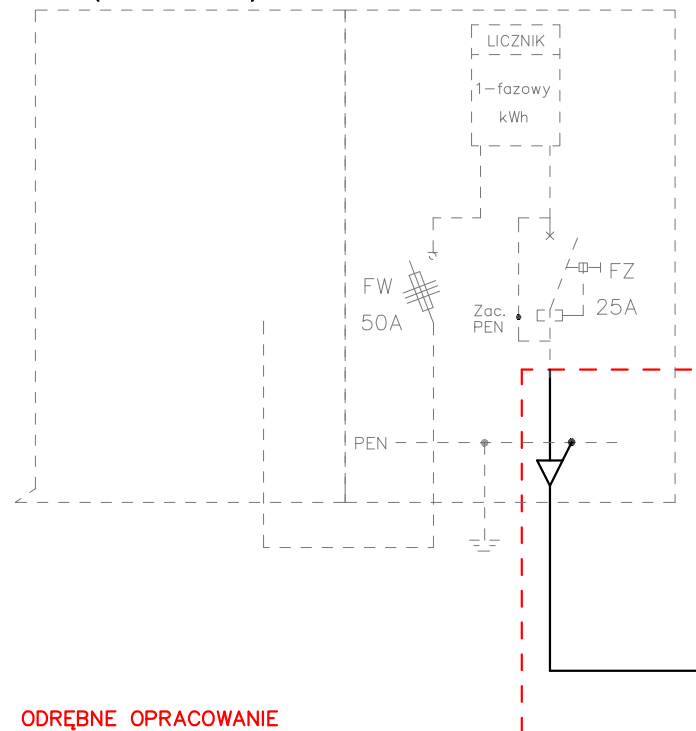 LICZNIK
1-fazowy
kWh
FW
50A
Zac.
PEN
FZ
25A
PEN
ODRĘBNE OPRACOWANIE